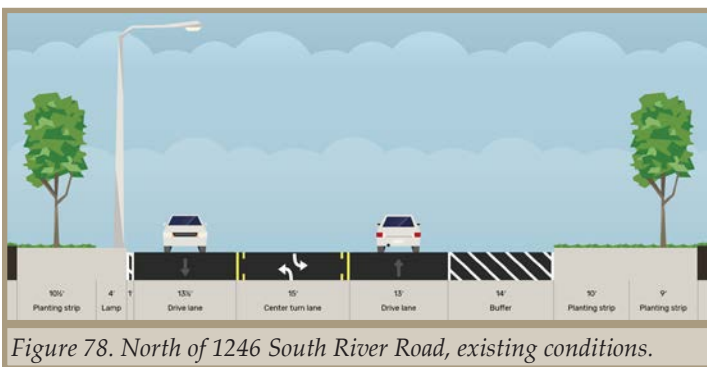 10½' 4' 1' 13½' 15' 13' 14' 10' 9'
Planting strip Lamp Drive lane Center turn lane Drive lane Buffer Planting strip Planting strip
Figure 78. North of 1246 South River Road, existing conditions.